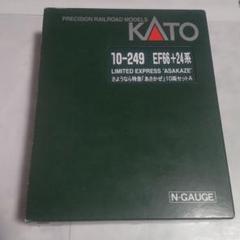 PRECISION RAILROAD MODELS
KATO
10-249 EF66+24系
LIMITED EXPRESS "ASAKAZE"
さようなら特急「あさかぜ」10両セットA
N-GAUGE